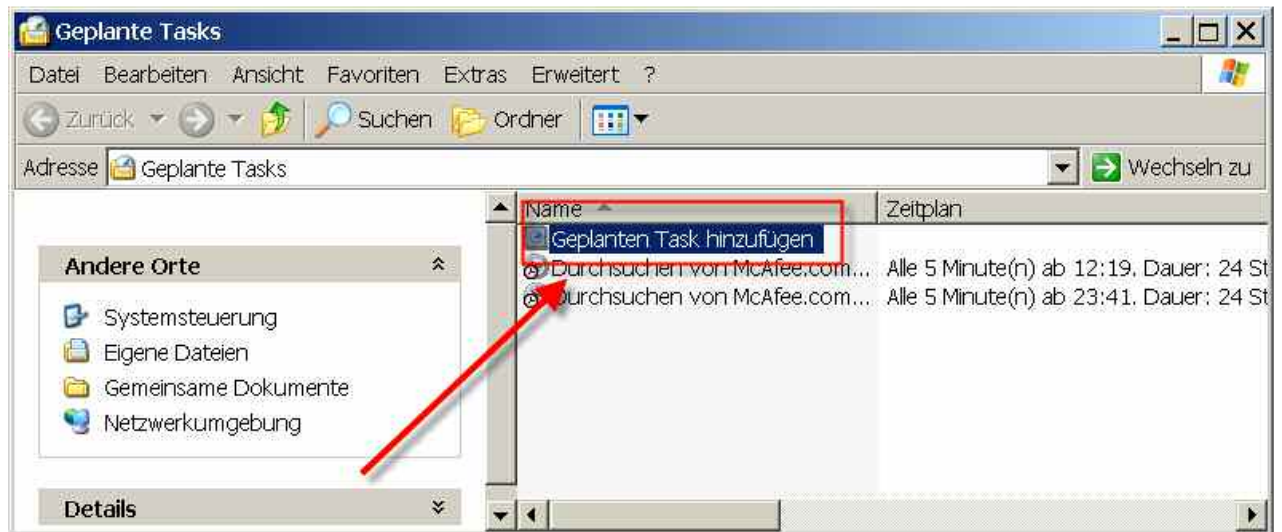 Geplante Tasks
Datei Bearbeiten Ansicht Favoriten Extras Erweitert ?
Zurück Suchen Ordner
Adresse Geplante Tasks Wechseln zu
Name Zeitplan
Geplanten Task hinzufügen
Andere Orte
Durchsuchen von McAfee.com... Alle 5 Minute(n) ab 12:19. Dauer: 24 St
Durchsuchen von McAfee.com... Alle 5 Minute(n) ab 23:41. Dauer: 24 St
Systemsteuerung
Eigene Dateien
Gemeinsame Dokumente
Netzwerkumgebung
Details